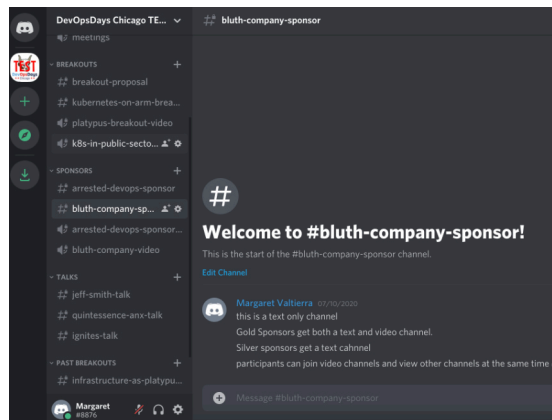 DevOpsDays Chicago TE...
# bluth-company-sponsor
meetings
TEST
BREAKOUTS
breakout-proposal
kubernetes-on-arm-brea...
platypus-breakout-video
k8s-in-public-secto...
SPONSORS
arrested-devops-sponsor
bluth-company-sp...
arrested-devops-sponsor...
bluth-company-video
TALKS
jeff-smith-talk
quintessence-anx-talk
ignites-talk
PAST BREAKOUTS
infrastructure-as-platypu...
Margaret
#8876
Welcome to #bluth-company-sponsor!
This is the start of the #bluth-company-sponsor channel.
Edit Channel
Margaret Valtierra 07/10/2020
this is a text only channel
Gold Sponsors get both a text and video channel.
Silver sponsors get a text cahnnel
participants can join video channels and view other channels at the same time
Message #bluth-company-sponsor